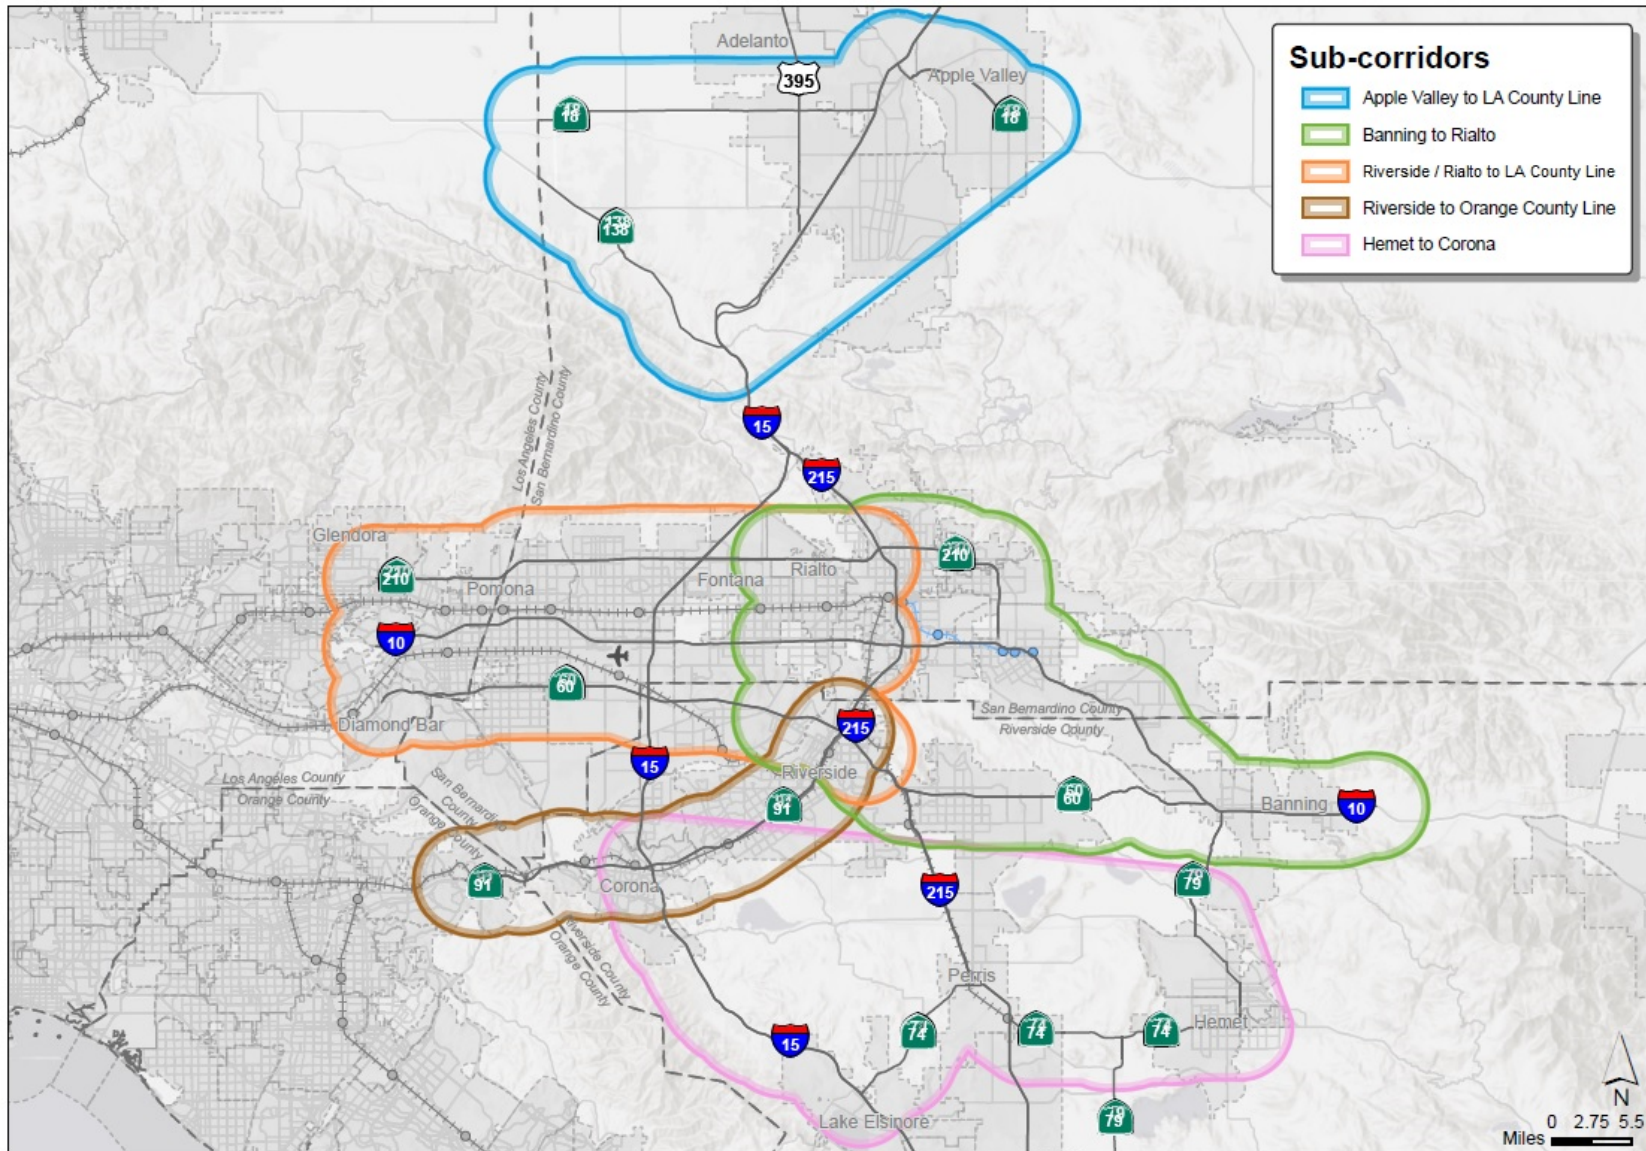 Adelanto
395
Apple Valley
18
18
138
Sub-corridors
Apple Valley to LA County Line
Banning to Rialto
Riverside / Rialto to LA County Line
Riverside to Orange County Line
Hemet to Corona
Los Angeles County
San Bernardino County
15
215
Glendora
210
210
Pomona
Fontana
Rialto
10
60
Diamond Bar
215
San Bernardino County
Riverside County
15
Riverside
Los Angeles County
Orange County
San Bernardino
County
Orange County
91
60
Banning
10
91
Corona
215
79
Riverside County
Orange County
Perris
15
74
74
74
Hemet
Lake Elsinore
79
N
0 2.75 5.5
Miles